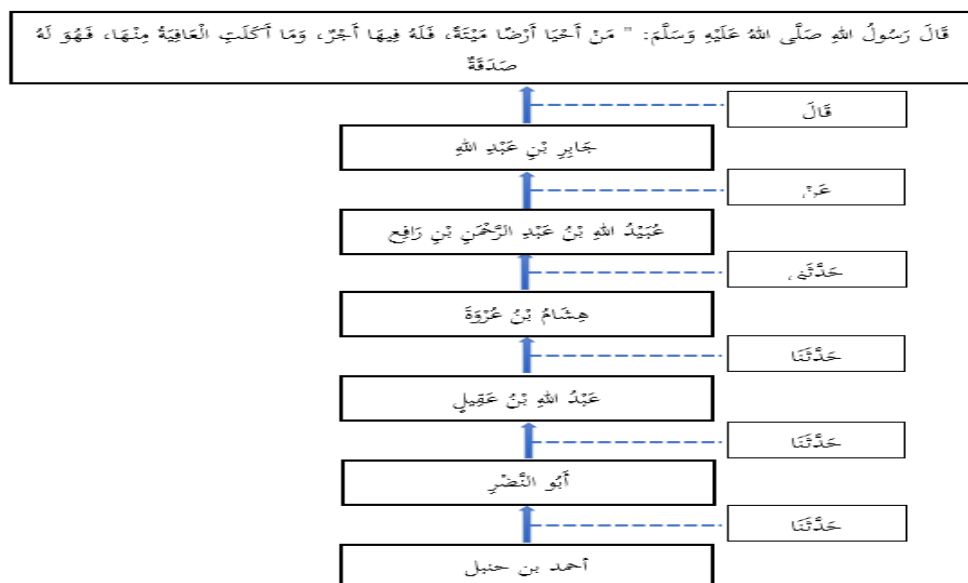 قَالَ رَسُولُ اللهِ صَلَّى اللهُ عَلَيْهِ وَسَلَّمَ: " مَنْ أَحْيَا أَرْضًا مَيْتَةً، فَلَهُ فِيهَا أَجْرٌ، وَمَا أَكَلَتِ الْعَافِيَةُ مِنْهَا، فَهُوَ لَهُ
صَدَقَةٌ
قَالَ
جَابِرِ بْنِ عَبْدِ اللهِ
عَنْ
عُبَيْدُ اللهِ بْنُ عَبْدِ الرَّحْمَنِ بْنِ رَافِعٍ
حَدَّثَنِي
هِشَامُ بْنُ عُرْوَةَ
حَدَّثَنَا
عَبْدُ اللهِ بْنُ عَقِيلٍ
حَدَّثَنَا
أَبُو النَّضْرِ
حَدَّثَنَا
أحمد بن حنبل